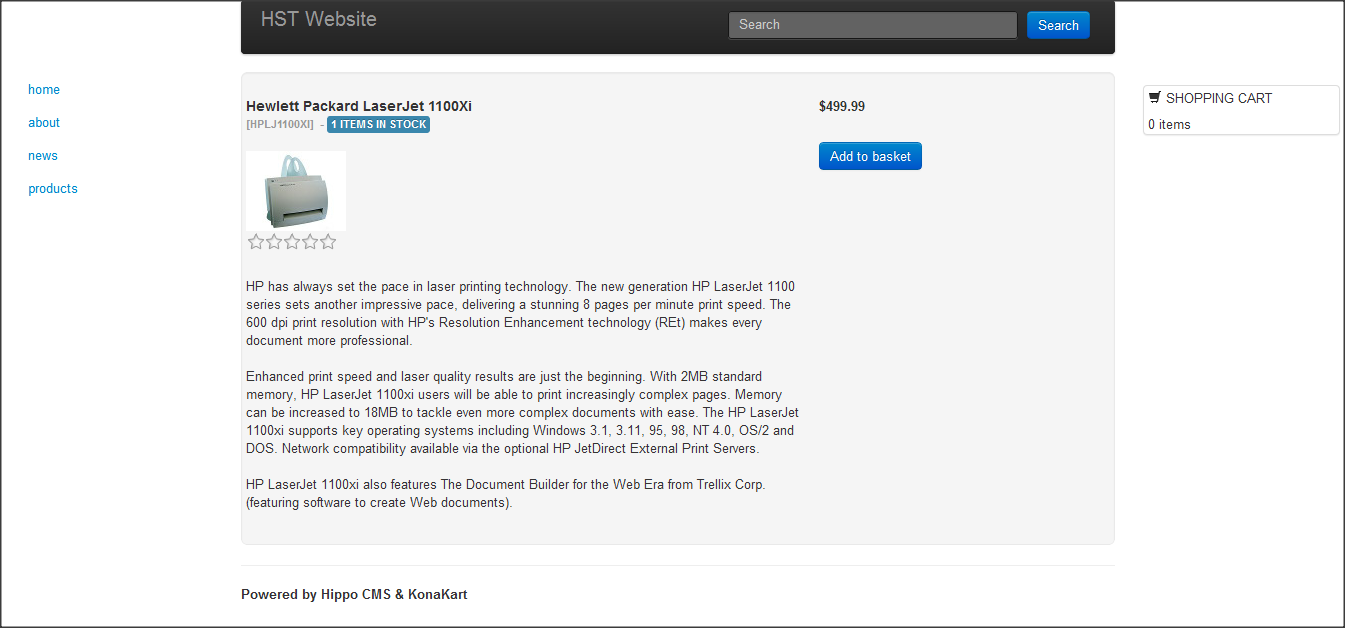 HST Website
Search
Search
home
about
news
products
Hewlett Packard LaserJet 1100Xi
[HPLJ1100XI] - 1 ITEMS IN STOCK
$499.99
Add to basket
SHOPPING CART
0 items
HP has always set the pace in laser printing technology. The new generation HP LaserJet 1100
series sets another impressive pace, delivering a stunning 8 pages per minute print speed. The
600 dpi print resolution with HP's Resolution Enhancement technology (REt) makes every
document more professional.
Enhanced print speed and laser quality results are just the beginning. With 2MB standard
memory, HP LaserJet 1100xi users will be able to print increasingly complex pages. Memory
can be increased to 18MB to tackle even more complex documents with ease. The HP LaserJet
1100xi supports key operating systems including Windows 3.1, 3.11, 95, 98, NT 4.0, OS/2 and
DOS. Network compatibility available via the optional HP JetDirect External Print Servers.
HP LaserJet 1100xi also features The Document Builder for the Web Era from Trellix Corp.
(featuring software to create Web documents).
Powered by Hippo CMS & KonaKart